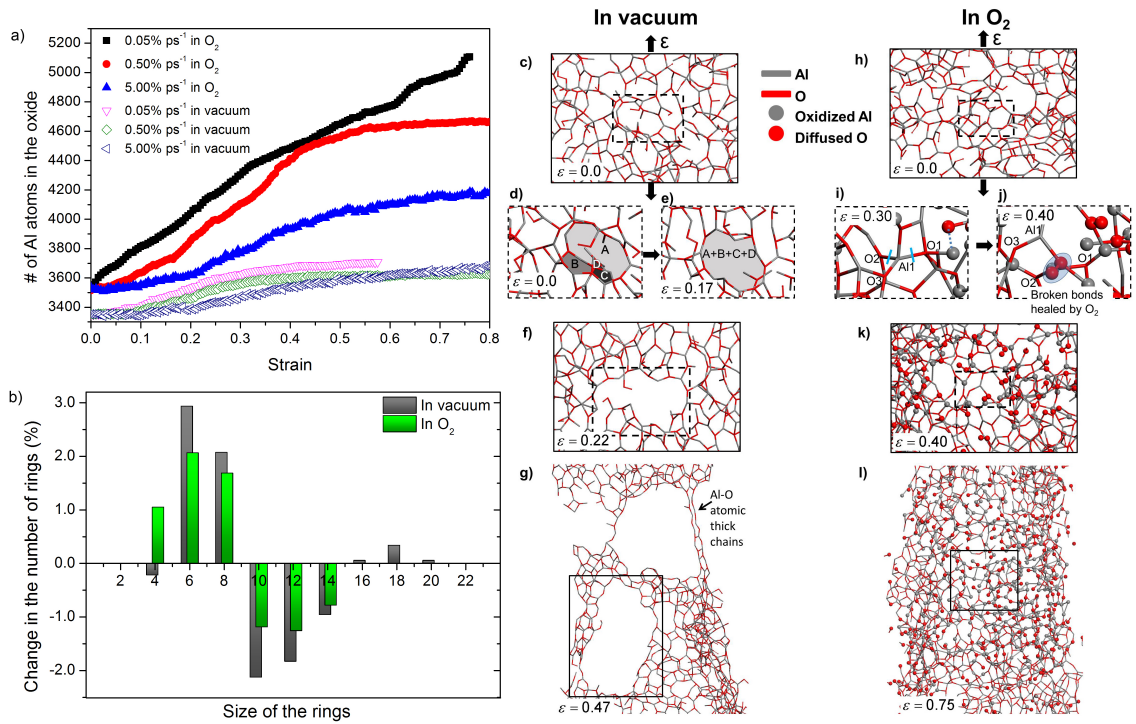 a)
# of Al atoms in the oxide
5200
5000
4800
4600
4400
4200
4000
3800
3600
3400
0.05% ps⁻¹ in O₂
0.50% ps⁻¹ in O₂
5.00% ps⁻¹ in O₂
0.05% ps⁻¹ in vacuum
0.50% ps⁻¹ in vacuum
5.00% ps⁻¹ in vacuum
0.0 0.1 0.2 0.3 0.4 0.5 0.6 0.7 0.8
Strain
b)
Change in the number of rings (%)
3.0
2.0
1.0
0.0
-1.0
-2.0
In vacuum
In O₂
2 4 6 8 10 12 14 16 18 20 22
Size of the rings
In vacuum
ε
c)
ε = 0.0
d)
A
B
D
C
ε = 0.0
e)
A+B+C+D
ε = 0.17
f)
ε = 0.22
g)
Al-O
atomic
thick
chains
ε = 0.47
Al
O
Oxidized Al
Diffused O
In O₂
ε
h)
ε = 0.0
i)
ε = 0.30
O1
O2
Al1
O3
j)
ε = 0.40
Al1
O3
O1
O2
Broken bonds
healed by O₂
k)
ε = 0.40
l)
ε = 0.75